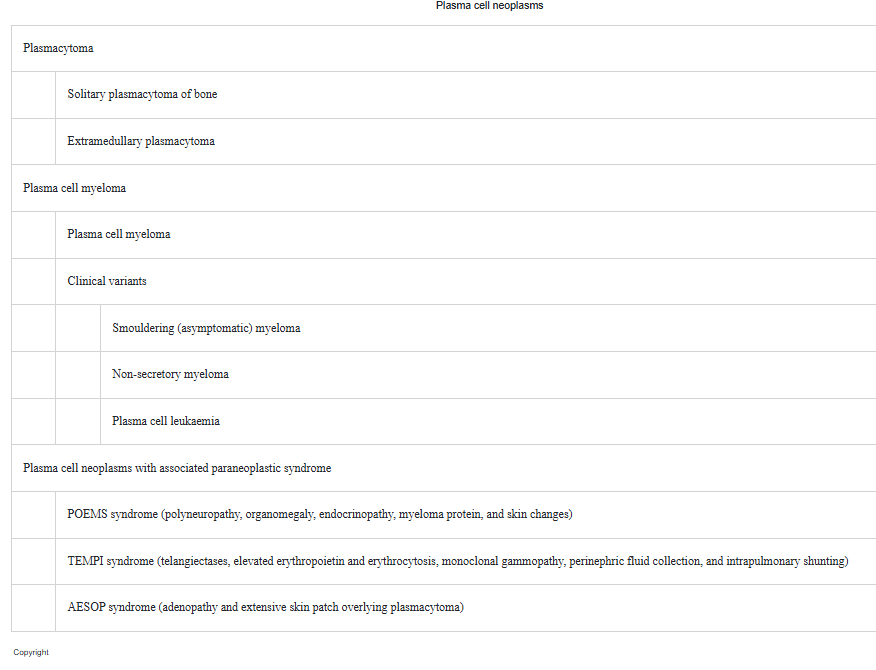 Plasma cell neoplasms
Plasmacytoma
Solitary plasmacytoma of bone
Extramedullary plasmacytoma
Plasma cell myeloma
Plasma cell myeloma
Clinical variants
Smouldering (asymptomatic) myeloma
Non-secretory myeloma
Plasma cell leukaemia
Plasma cell neoplasms with associated paraneoplastic syndrome
POEMS syndrome (polyneuropathy, organomegaly, endocrinopathy, myeloma protein, and skin changes)
TEMPI syndrome (telangiectases, elevated erythropoietin and erythrocytosis, monoclonal gammopathy, perinephric fluid collection, and intrapulmonary shunting)
AESOP syndrome (adenopathy and extensive skin patch overlying plasmacytoma)
Copyright